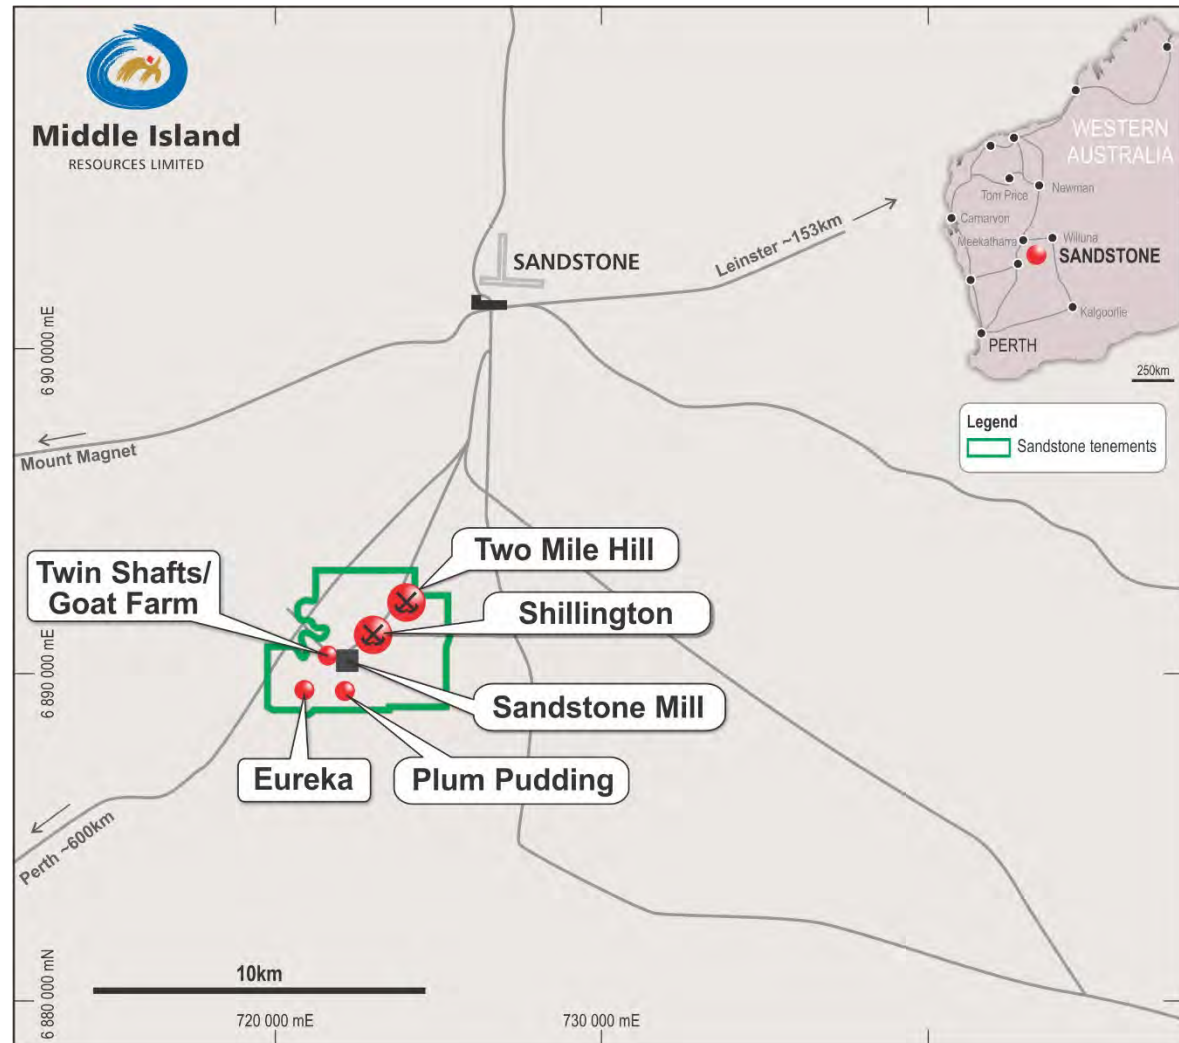 Middle Island
RESOURCES LIMITED
WESTERN
AUSTRALIA
Tom Price
Newman
Carnarvon
Meekatharra
Wiluna
SANDSTONE
Kalgoorlie
PERTH
250km
Leinster ~153km
SANDSTONE
6 90 0000 mE
Legend
Sandstone tenements
Mount Magnet
Two Mile Hill
Twin Shafts/
Goat Farm
Shillington
6 890 000 mE
Sandstone Mill
Eureka
Plum Pudding
Perth ~600km
10km
6 880 000 mN
720 000 mE
730 000 mE